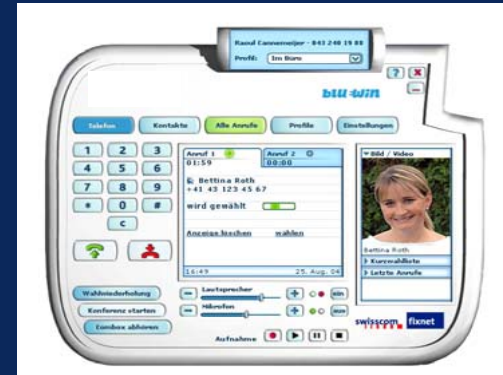 Raoul Cannemeijer - 043 240 19 00
Profil: Im Büro
? X
bluewin
Telefon Kontakte Alle Anrufe Profile Einstellungen
1 2 3
4 5 6
7 8 9
* 0 #
C
Anruf 1 Anruf 2
01:59 00:00
Bettina Roth
+41 43 123 45 67
wird gewählt
Anzeige löschen wählen
16:49 25. Aug. 04
Bild / Video
Bettina Roth
Kurzwahlliste
Letzte Anrufe
Wahlwiederholung
Konferenz starten
Combox abhören
Lautsprecher ein
Mikrofon aus
Aufnahme
swisscom fixnet